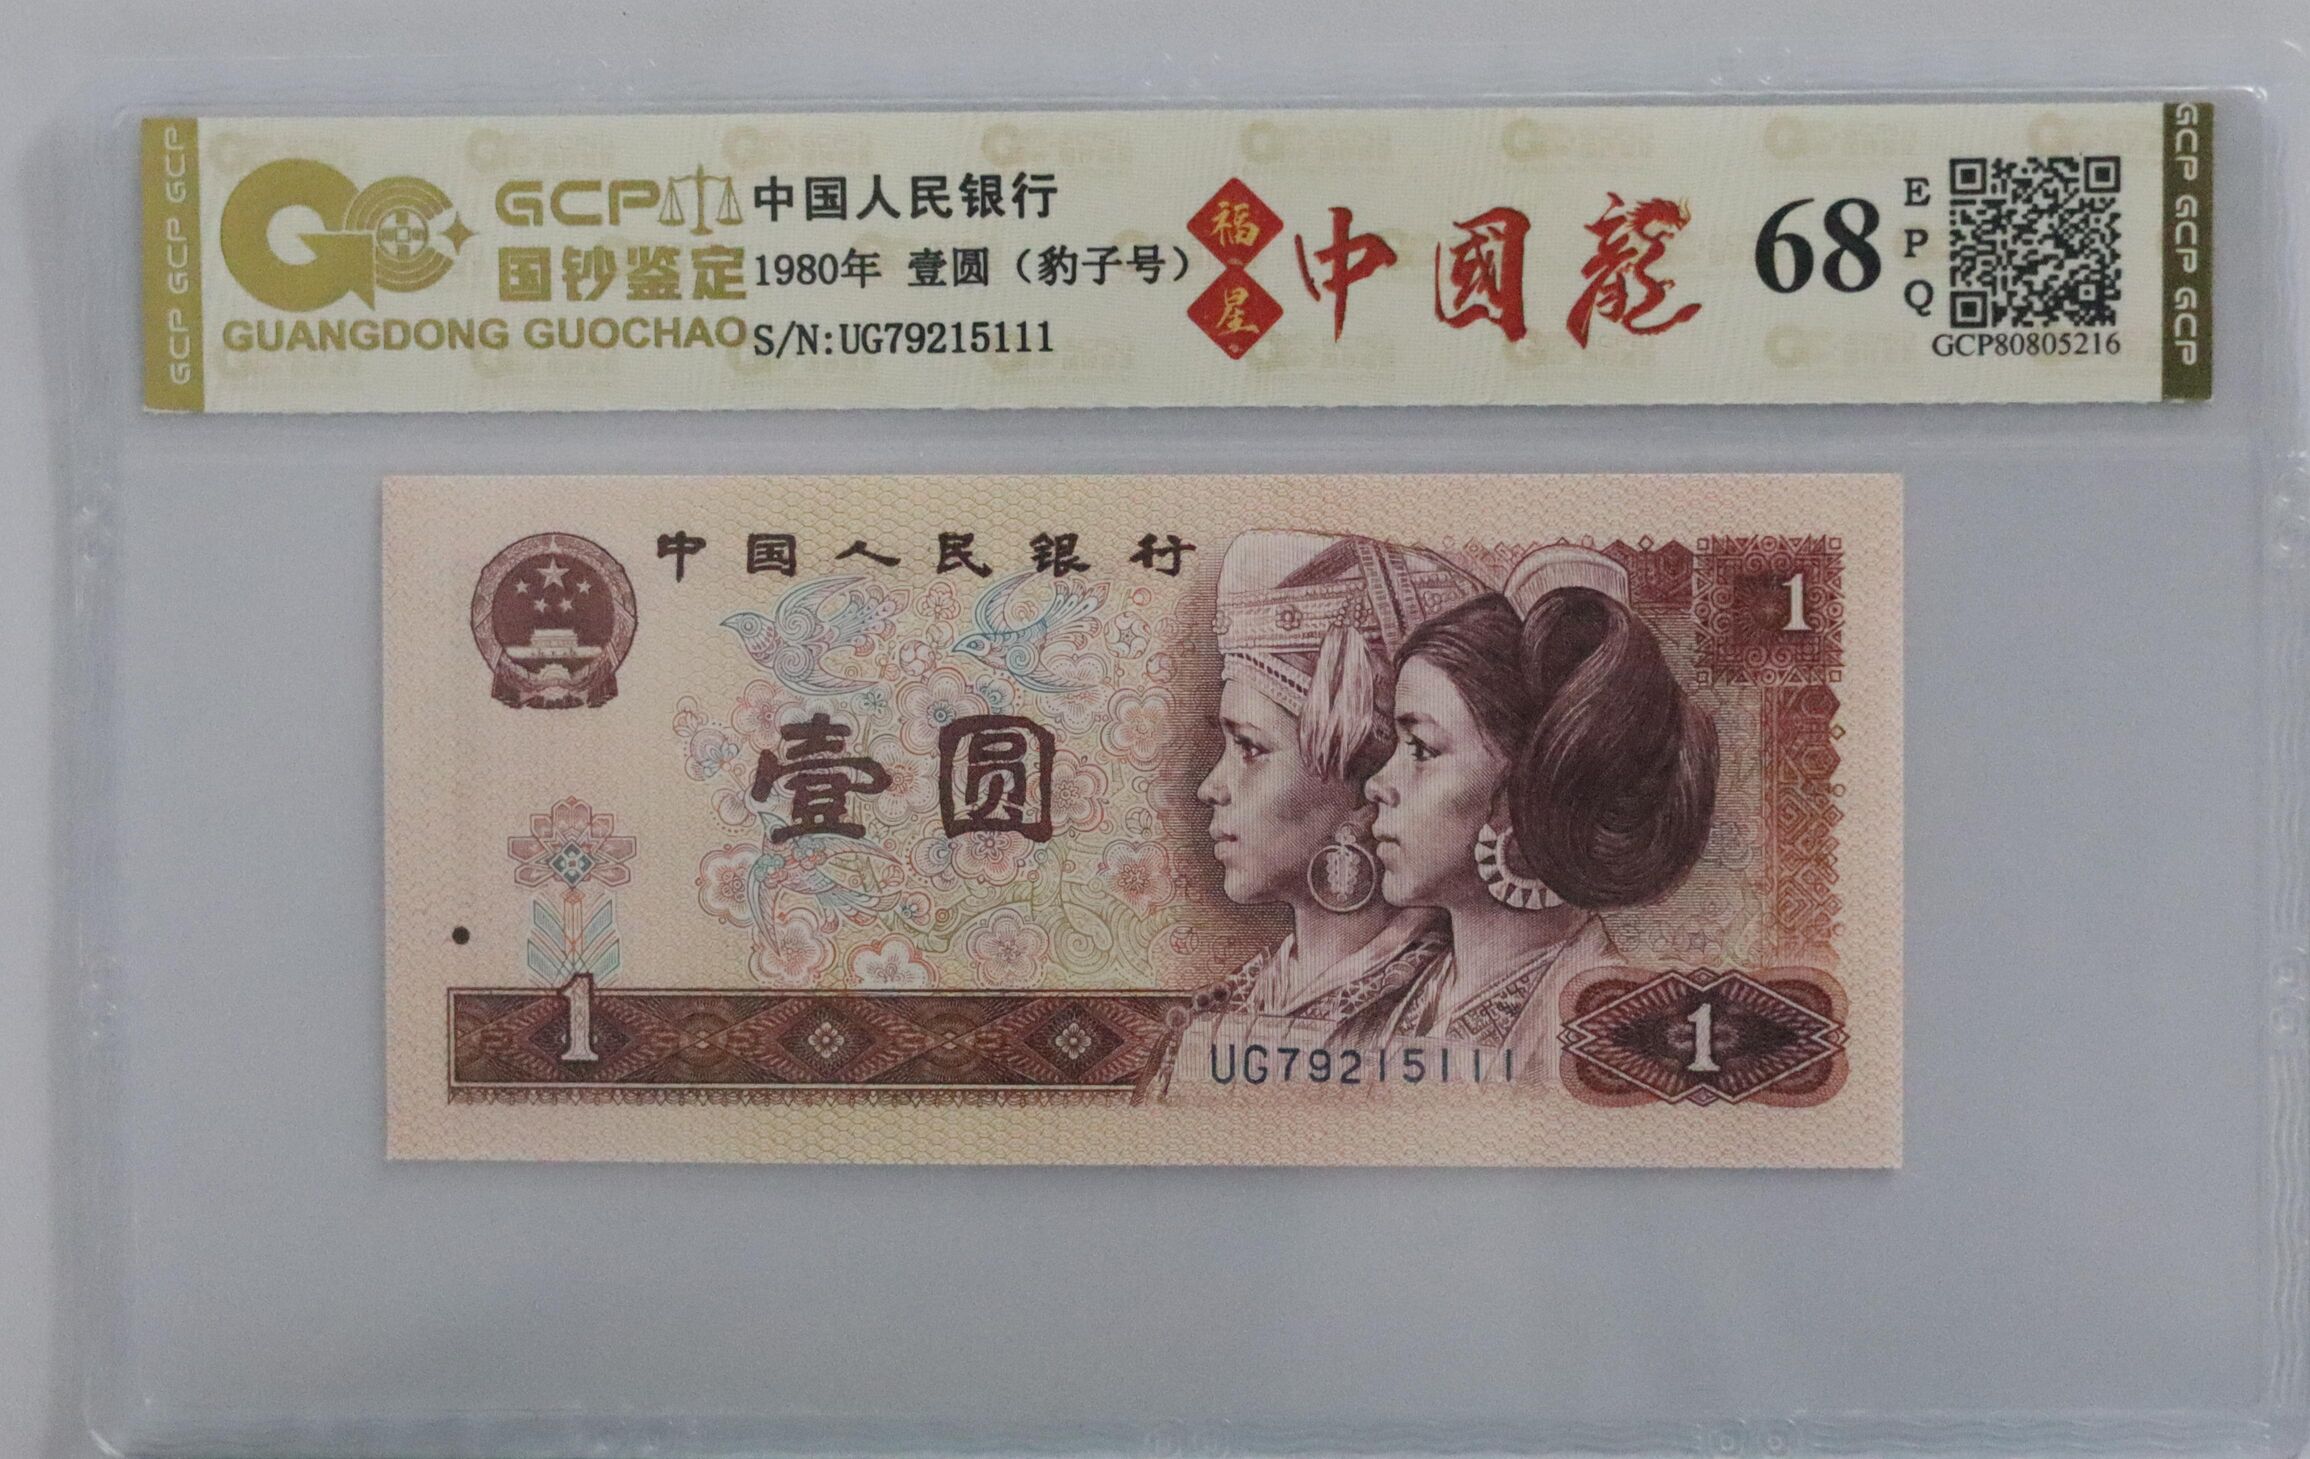 GCP GCP GCP
GCP
国钞鉴定
GUANGDONG GUOCHAO
中国人民银行
1980年 壹圆（豹子号）
S/N:UG79215111
福
星
中國龍
68
EPQ
GCP80805216
GCP GCP GCP
中国人民银行
1
壹圆
1
1
UG79215111